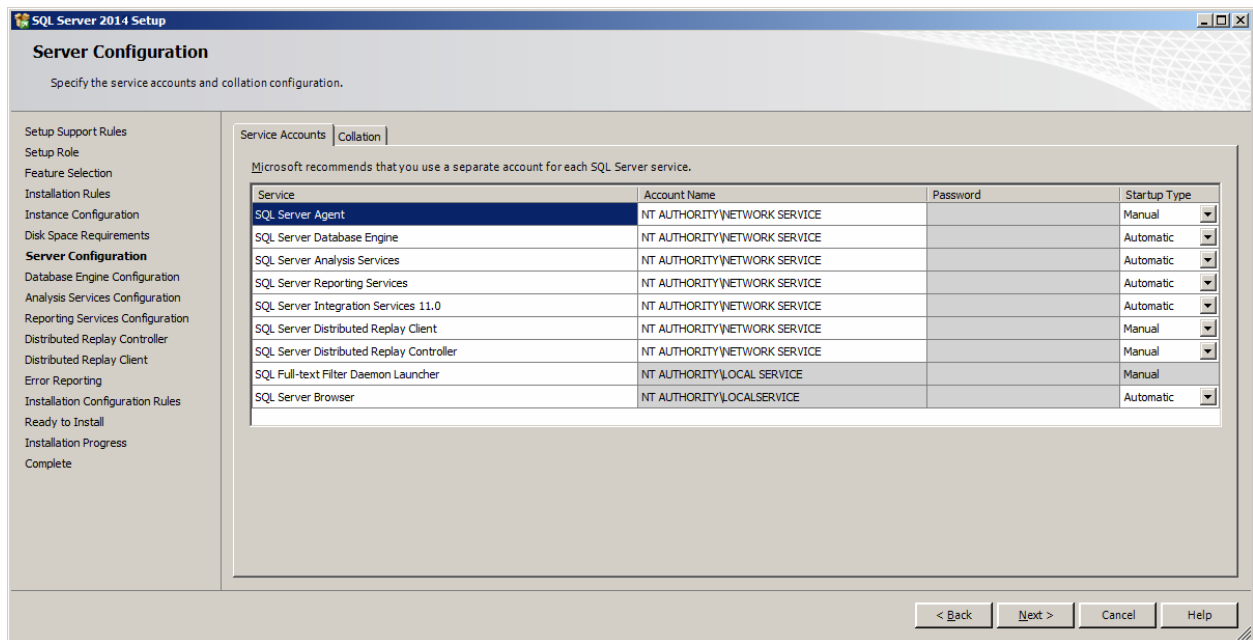 SQL Server 2014 Setup
Server Configuration
Specify the service accounts and collation configuration.
Setup Support Rules
Setup Role
Feature Selection
Installation Rules
Instance Configuration
Disk Space Requirements
Server Configuration
Database Engine Configuration
Analysis Services Configuration
Reporting Services Configuration
Distributed Replay Controller
Distributed Replay Client
Error Reporting
Installation Configuration Rules
Ready to Install
Installation Progress
Complete
Service Accounts Collation
Microsoft recommends that you use a separate account for each SQL Server service.
Service Account Name Password Startup Type
SQL Server Agent NT AUTHORITY\NETWORK SERVICE Manual
SQL Server Database Engine NT AUTHORITY\NETWORK SERVICE Automatic
SQL Server Analysis Services NT AUTHORITY\NETWORK SERVICE Automatic
SQL Server Reporting Services NT AUTHORITY\NETWORK SERVICE Automatic
SQL Server Integration Services 11.0 NT AUTHORITY\NETWORK SERVICE Automatic
SQL Server Distributed Replay Client NT AUTHORITY\NETWORK SERVICE Manual
SQL Server Distributed Replay Controller NT AUTHORITY\NETWORK SERVICE Manual
SQL Full-text Filter Daemon Launcher NT AUTHORITY\LOCAL SERVICE Manual
SQL Server Browser NT AUTHORITY\LOCALSERVICE Automatic
< Back Next > Cancel Help